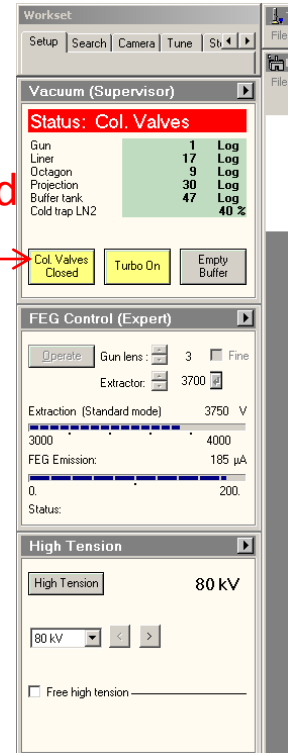 Workset
Setup Search Camera Tune
File
File
Vacuum (Supervisor)
Status: Col. Valves
Gun 1 Log
Liner 17 Log
Octagon 9 Log
Projection 30 Log
Buffer tank 47 Log
Cold trap LN2 40 %
d
Col. Valves Closed Turbo On Empty Buffer
FEG Control (Expert)
Operate Gun lens : 3 Fine
Extractor: 3700
Extraction (Standard mode) 3750 V
3000 4000
FEG Emission: 185 µA
0. 200.
Status:
High Tension
High Tension 80 kV
80 kV < >
Free high tension